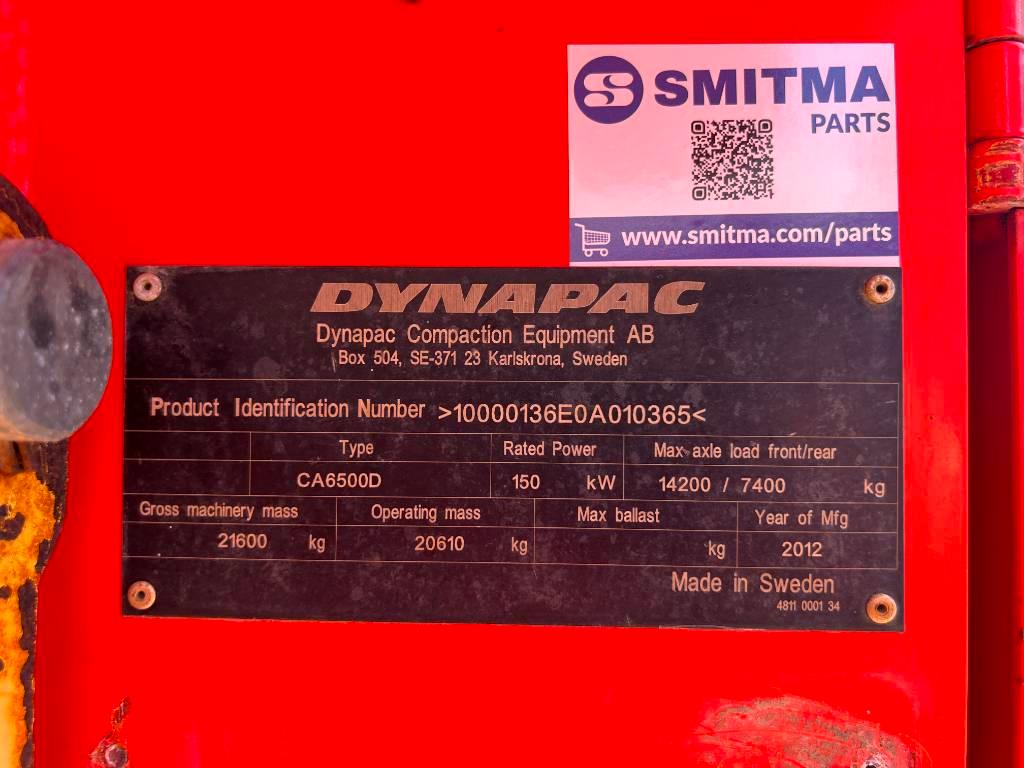 SMITMA
PARTS
www.smitma.com/parts
DYNAPAC
Dynapac Compaction Equipment AB
Box 504, SE-371 23 Karlskrona, Sweden
Product Identification Number >10000136E0A010365<
Type Rated Power Max axle load front/rear
CA6500D 150 kW 14200 / 7400 kg
Gross machinery mass Operating mass Max ballast Year of Mfg
21600 kg 20610 kg kg 2012
Made in Sweden
4811 0001 34